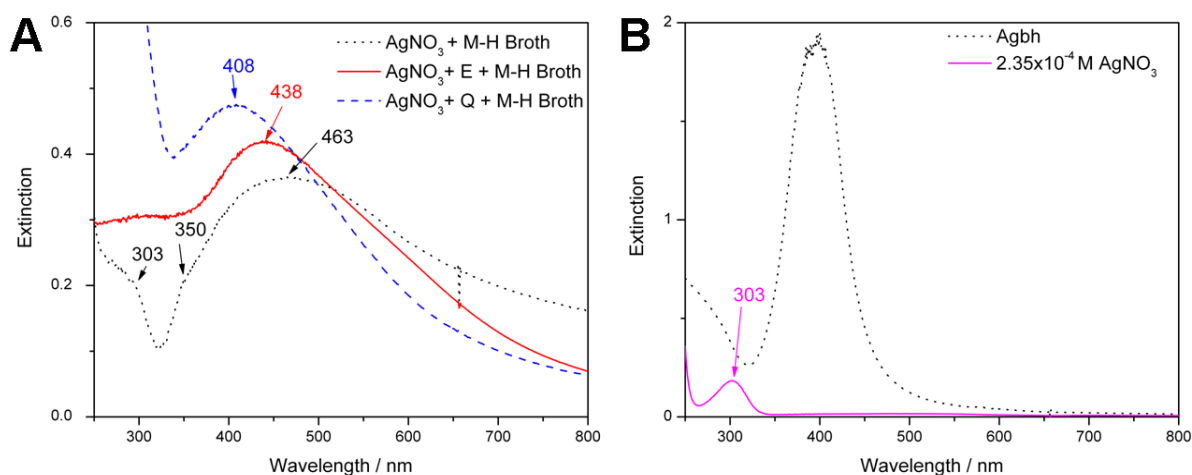 A
0.6
0.4
0.2
0.0
Extinction
300 400 500 600 700 800
Wavelength / nm
AgNO₃ + M-H Broth
AgNO₃+ E + M-H Broth
AgNO₃+ Q + M-H Broth
408
438
463
350
303
B
2
1
0
Extinction
300 400 500 600 700 800
Wavelength / nm
Agbh
2.35x10⁻⁴ M AgNO₃
303